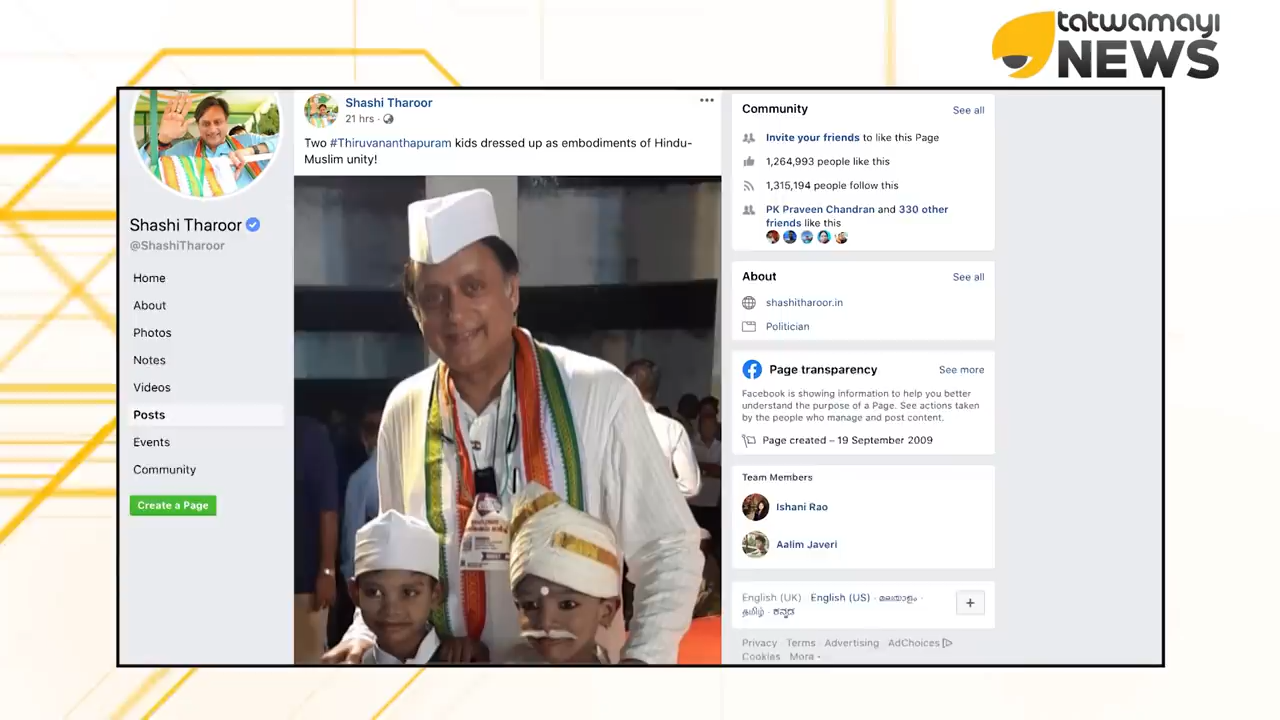 tatwamayi
NEWS
Shashi Tharoor
@ShashiTharoor
Home
About
Photos
Notes
Videos
Posts
Events
Community
Create a Page
Shashi Tharoor
21 hrs ·
Two #Thiruvananthapuram kids dressed up as embodiments of Hindu-
Muslim unity!
Community
See all
Invite your friends to like this Page
1,264,993 people like this
1,315,194 people follow this
PK Praveen Chandran and 330 other
friends like this
About
See all
shashitharoor.in
Politician
Page transparency
See more
Facebook is showing information to help you better
understand the purpose of a Page. See actions taken
by the people who manage and post content.
Page created – 19 September 2009
Team Members
Ishani Rao
Aalim Javeri
English (UK) · English (US) · മലയാളം ·
தமிழ் · ಕನ್ನಡ
+
Privacy · Terms · Advertising · AdChoices
Cookies · More